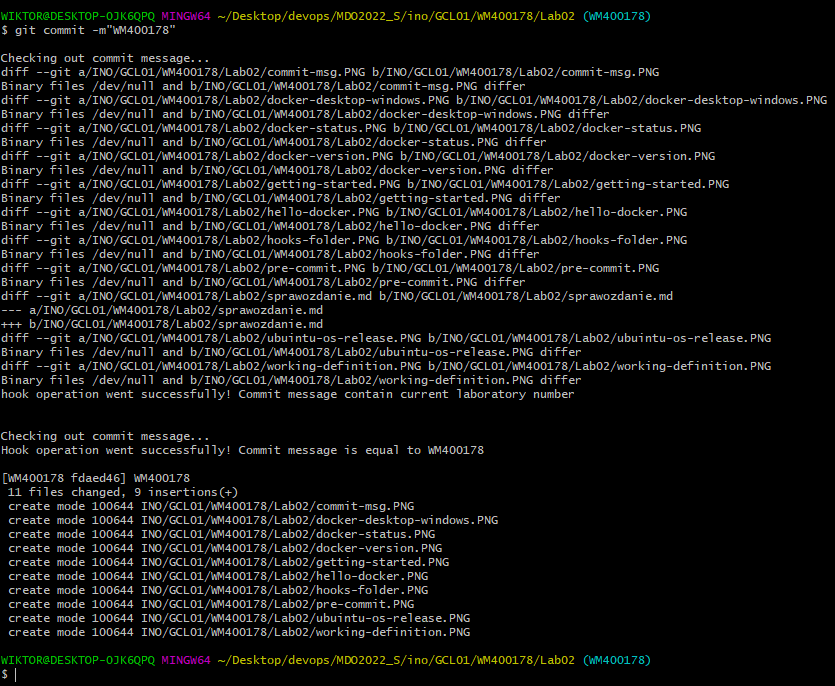 WIKTOR@DESKTOP-OJK6QPQ MINGW64 ~/Desktop/devops/MDO2022_S/ino/GCL01/WM400178/Lab02 (WM400178)
$ git commit -m"WM400178"
Checking out commit message...
diff --git a/INO/GCL01/WM400178/Lab02/commit-msg.PNG b/INO/GCL01/WM400178/Lab02/commit-msg.PNG
Binary files /dev/null and b/INO/GCL01/WM400178/Lab02/commit-msg.PNG differ
diff --git a/INO/GCL01/WM400178/Lab02/docker-desktop-windows.PNG b/INO/GCL01/WM400178/Lab02/docker-desktop-windows.PNG
Binary files /dev/null and b/INO/GCL01/WM400178/Lab02/docker-desktop-windows.PNG differ
diff --git a/INO/GCL01/WM400178/Lab02/docker-status.PNG b/INO/GCL01/WM400178/Lab02/docker-status.PNG
Binary files /dev/null and b/INO/GCL01/WM400178/Lab02/docker-status.PNG differ
diff --git a/INO/GCL01/WM400178/Lab02/docker-version.PNG b/INO/GCL01/WM400178/Lab02/docker-version.PNG
Binary files /dev/null and b/INO/GCL01/WM400178/Lab02/docker-version.PNG differ
diff --git a/INO/GCL01/WM400178/Lab02/getting-started.PNG b/INO/GCL01/WM400178/Lab02/getting-started.PNG
Binary files /dev/null and b/INO/GCL01/WM400178/Lab02/getting-started.PNG differ
diff --git a/INO/GCL01/WM400178/Lab02/hello-docker.PNG b/INO/GCL01/WM400178/Lab02/hello-docker.PNG
Binary files /dev/null and b/INO/GCL01/WM400178/Lab02/hello-docker.PNG differ
diff --git a/INO/GCL01/WM400178/Lab02/hooks-folder.PNG b/INO/GCL01/WM400178/Lab02/hooks-folder.PNG
Binary files /dev/null and b/INO/GCL01/WM400178/Lab02/hooks-folder.PNG differ
diff --git a/INO/GCL01/WM400178/Lab02/pre-commit.PNG b/INO/GCL01/WM400178/Lab02/pre-commit.PNG
Binary files /dev/null and b/INO/GCL01/WM400178/Lab02/pre-commit.PNG differ
diff --git a/INO/GCL01/WM400178/Lab02/sprawozdanie.md b/INO/GCL01/WM400178/Lab02/sprawozdanie.md
--- a/INO/GCL01/WM400178/Lab02/sprawozdanie.md
+++ b/INO/GCL01/WM400178/Lab02/sprawozdanie.md
diff --git a/INO/GCL01/WM400178/Lab02/ubuntu-os-release.PNG b/INO/GCL01/WM400178/Lab02/ubuntu-os-release.PNG
Binary files /dev/null and b/INO/GCL01/WM400178/Lab02/ubuntu-os-release.PNG differ
diff --git a/INO/GCL01/WM400178/Lab02/working-definition.PNG b/INO/GCL01/WM400178/Lab02/working-definition.PNG
Binary files /dev/null and b/INO/GCL01/WM400178/Lab02/working-definition.PNG differ
hook operation went successfully! Commit message contain current laboratory number
Checking out commit message...
Hook operation went successfully! Commit message is equal to WM400178
[WM400178 fdaed46] WM400178
11 files changed, 9 insertions(+)
create mode 100644 INO/GCL01/WM400178/Lab02/commit-msg.PNG
create mode 100644 INO/GCL01/WM400178/Lab02/docker-desktop-windows.PNG
create mode 100644 INO/GCL01/WM400178/Lab02/docker-status.PNG
create mode 100644 INO/GCL01/WM400178/Lab02/docker-version.PNG
create mode 100644 INO/GCL01/WM400178/Lab02/getting-started.PNG
create mode 100644 INO/GCL01/WM400178/Lab02/hello-docker.PNG
create mode 100644 INO/GCL01/WM400178/Lab02/hooks-folder.PNG
create mode 100644 INO/GCL01/WM400178/Lab02/pre-commit.PNG
create mode 100644 INO/GCL01/WM400178/Lab02/ubuntu-os-release.PNG
create mode 100644 INO/GCL01/WM400178/Lab02/working-definition.PNG
WIKTOR@DESKTOP-OJK6QPQ MINGW64 ~/Desktop/devops/MDO2022_S/ino/GCL01/WM400178/Lab02 (WM400178)
$